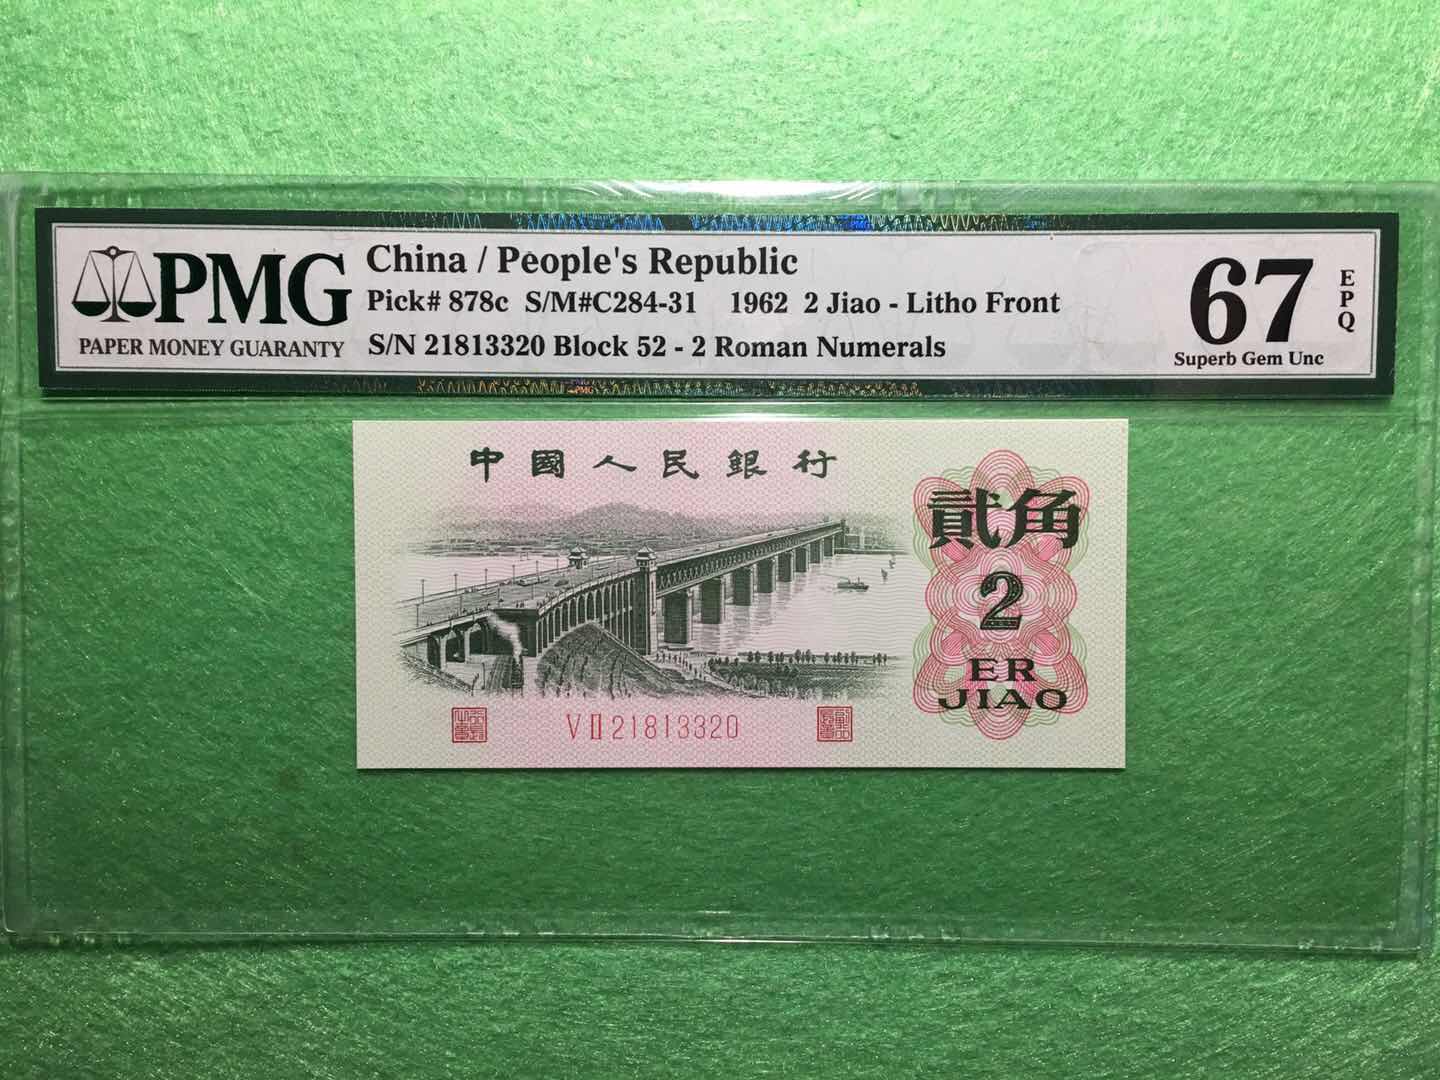 PMG
PAPER MONEY GUARANTY
China / People's Republic
Pick# 878c S/M#C284-31 1962 2 Jiao - Litho Front
S/N 21813320 Block 52 - 2 Roman Numerals
67
EPQ
Superb Gem Unc
PMG
中國人民銀行
貳角
2
ER
JIAO
V II 21813320